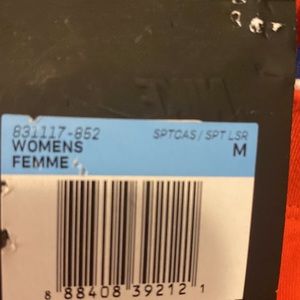 831117-852 SPTCAS / SPT LSR
WOMENS M
FEMME
8 88408 39212 1